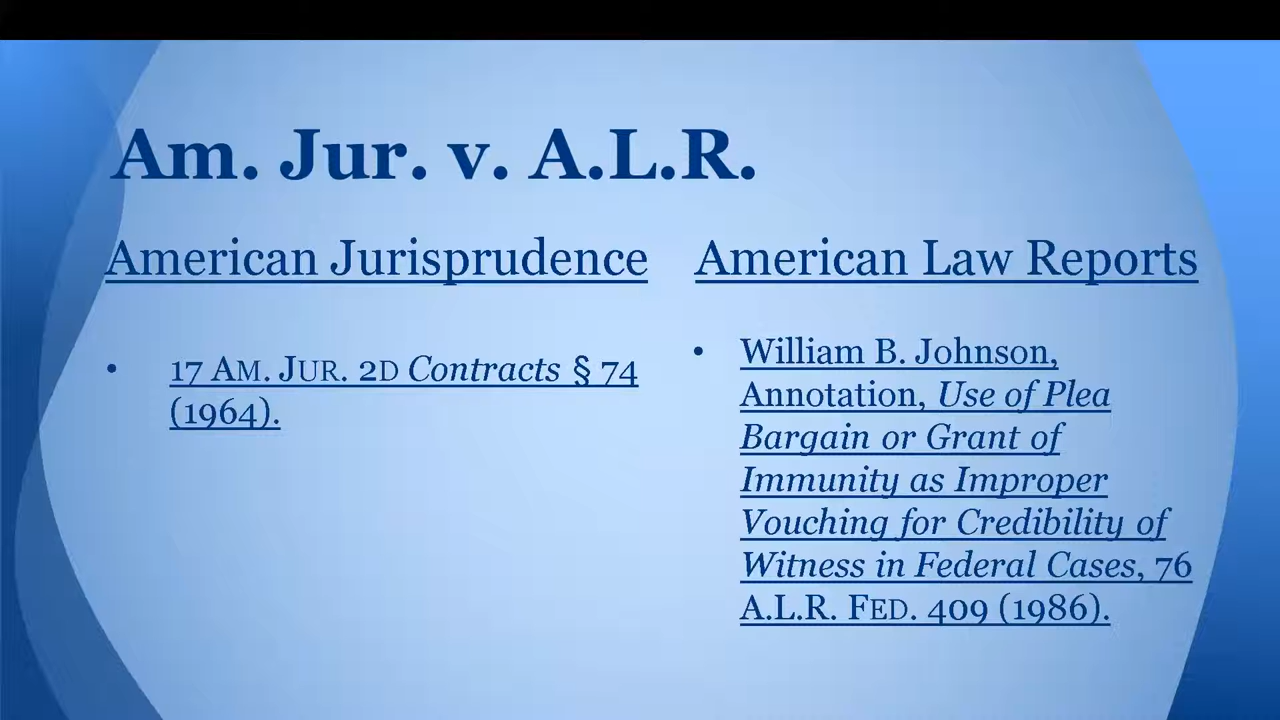 Am. Jur. v. A.L.R.
American Jurisprudence
• 17 AM. JUR. 2D Contracts § 74
(1964).
American Law Reports
• William B. Johnson,
Annotation, Use of Plea
Bargain or Grant of
Immunity as Improper
Vouching for Credibility of
Witness in Federal Cases, 76
A.L.R. FED. 409 (1986).